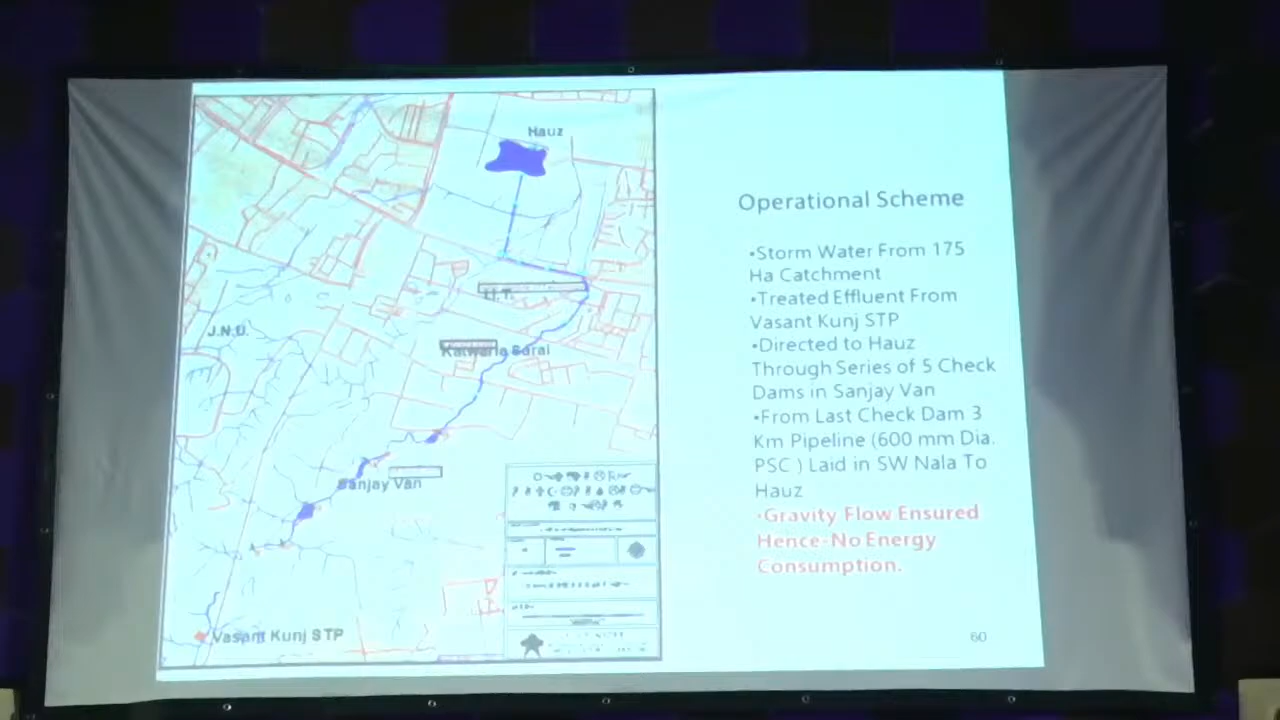 Hauz
I.I.T.
Katwaria Sarai
J.N.U.
Sanjay Van
Vasant Kunj STP
Operational Scheme
•Storm Water From 175
Ha Catchment
•Treated Effluent From
Vasant Kunj STP
•Directed to Hauz
Through Series of 5 Check
Dams in Sanjay Van
•From Last Check Dam 3
Km Pipeline (600 mm Dia.
PSC ) Laid in SW Nala To
Hauz
•Gravity Flow Ensured
Hence-No Energy
Consumption.
60